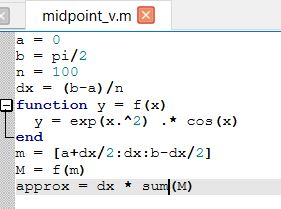 midpoint_v.m
a = 0
b = pi/2
n = 100
dx = (b-a)/n
function y = f(x)
  y = exp(x.^2) .* cos(x)
end
m = [a+dx/2:dx:b-dx/2]
M = f(m)
approx = dx * sum(M)